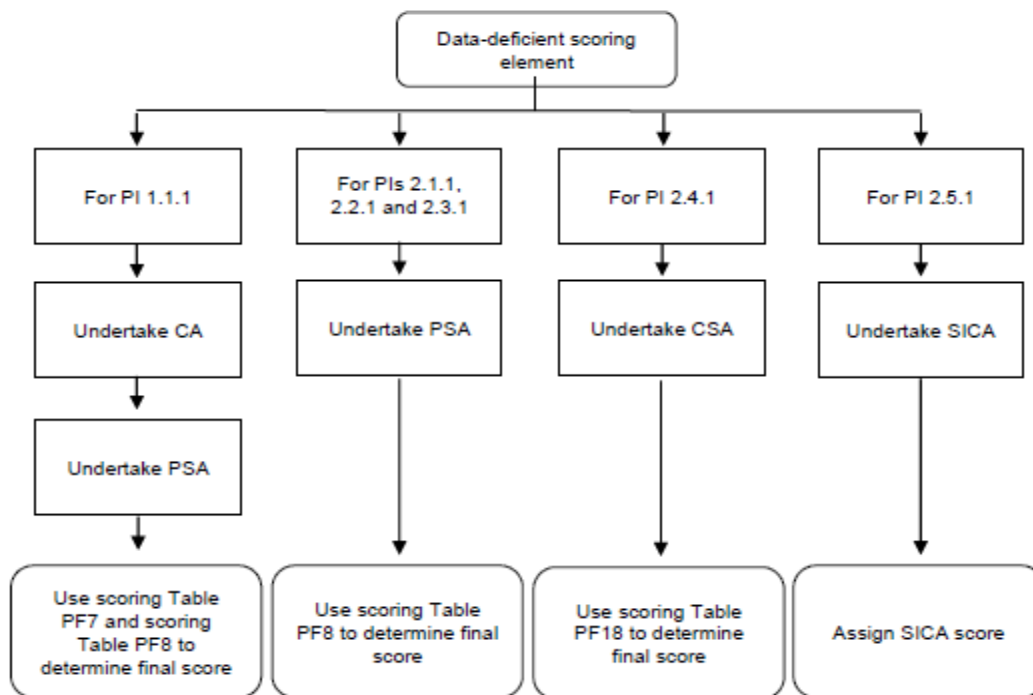 Data-deficient scoring
element
For PI 1.1.1
For PIs 2.1.1,
2.2.1 and 2.3.1
For PI 2.4.1
For PI 2.5.1
Undertake CA
Undertake PSA
Undertake CSA
Undertake SICA
Undertake PSA
Use scoring Table
PF7 and scoring
Table PF8 to
determine final score
Use scoring Table
PF8 to determine final
score
Use scoring Table
PF18 to determine
final score
Assign SICA score